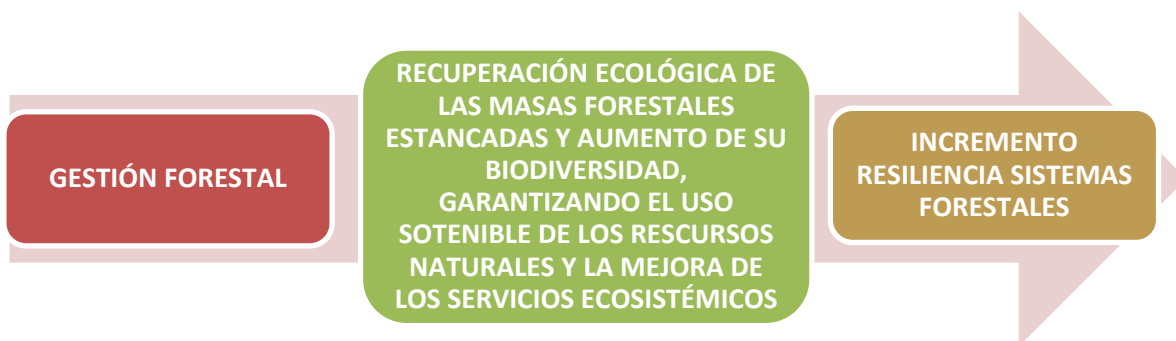 GESTIÓN FORESTAL
RECUPERACIÓN ECOLÓGICA DE
LAS MASAS FORESTALES
ESTANCADAS Y AUMENTO DE SU
BIODIVERSIDAD,
GARANTIZANDO EL USO
SOTENIBLE DE LOS RESCURSOS
NATURALES Y LA MEJORA DE
LOS SERVICIOS ECOSISTÉMICOS
INCREMENTO
RESILIENCIA SISTEMAS
FORESTALES